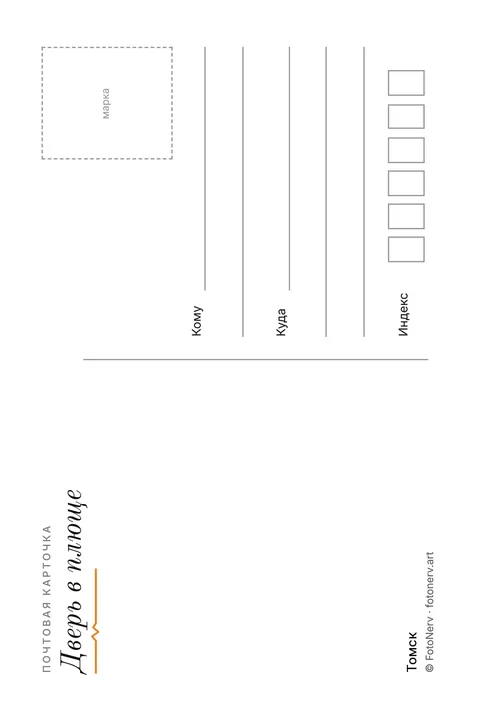 ПОЧТОВАЯ КАРТОЧКА
Дверь в плюще
Томск
© FotoNerv · fotonerv.art
марка
Кому
Куда
Индекс